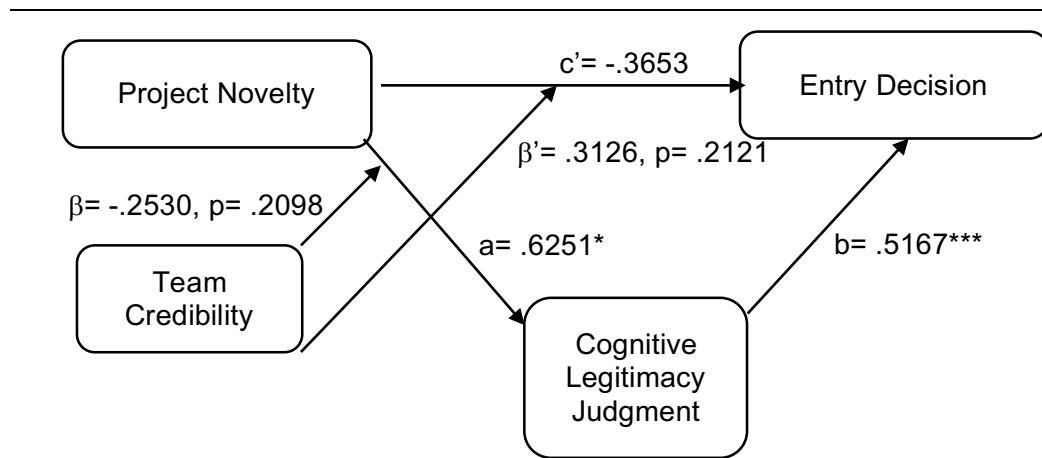 c’= -.3653
Project Novelty
Entry Decision
β’= .3126, p= .2121
β= -.2530, p= .2098
a= .6251*
b= .5167***
Team
Credibility
Cognitive
Legitimacy
Judgment